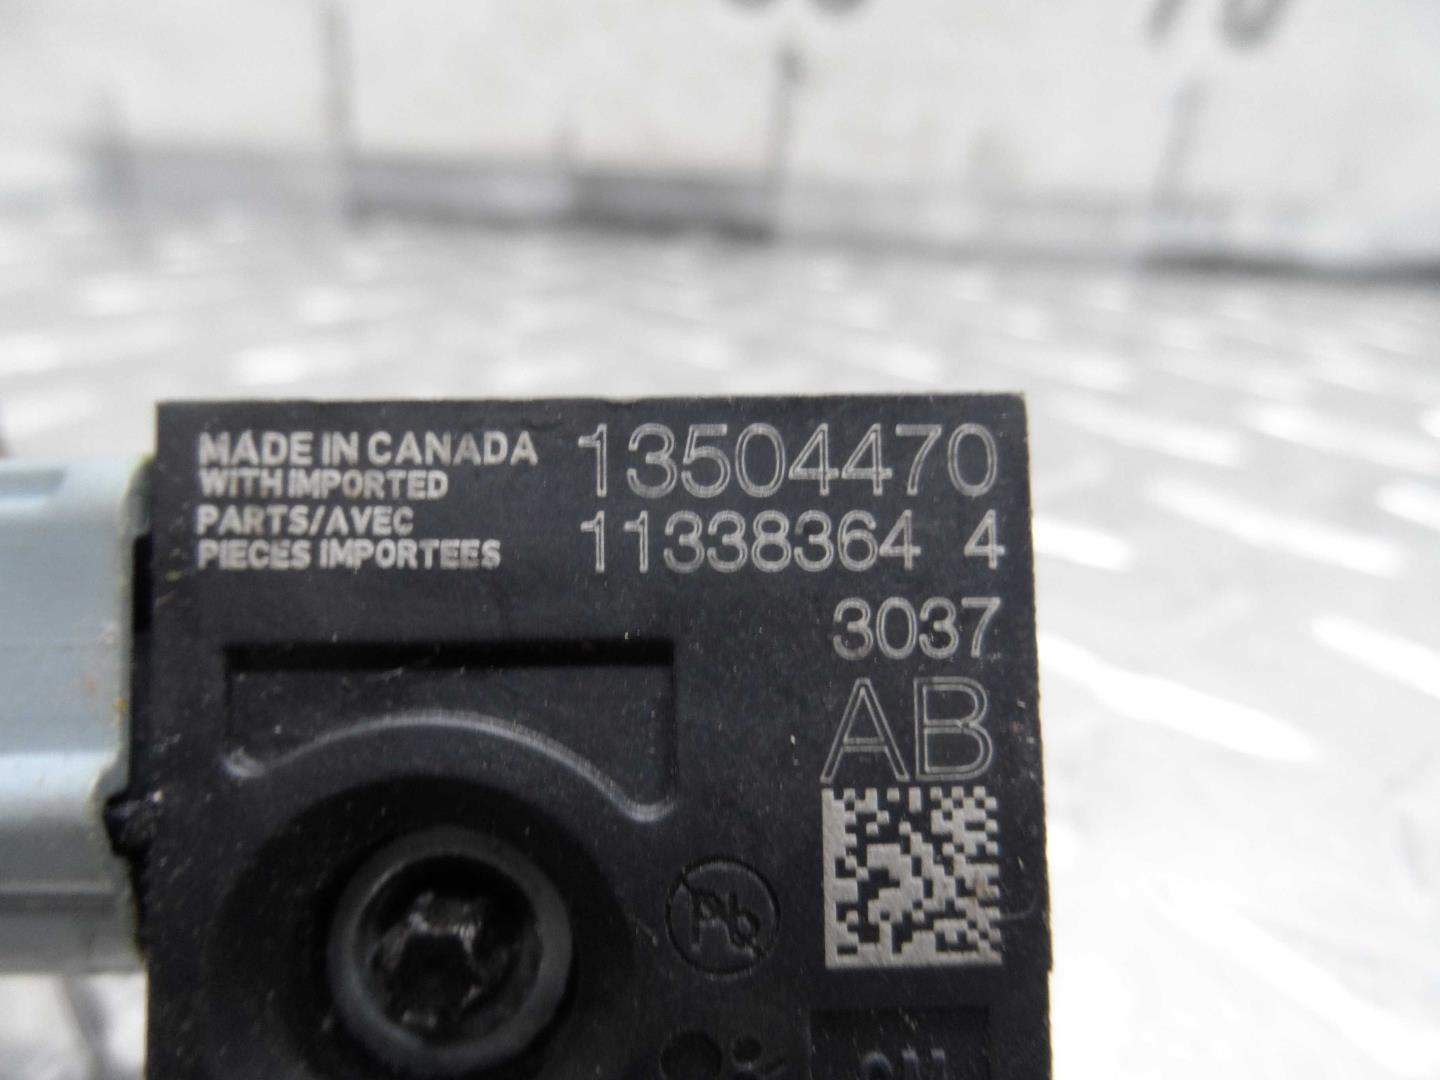 MADE IN CANADA
WITH IMPORTED
PARTS/AVEC
PIECES IMPORTEES
13504470
11338364 4
3037
AB
Pb